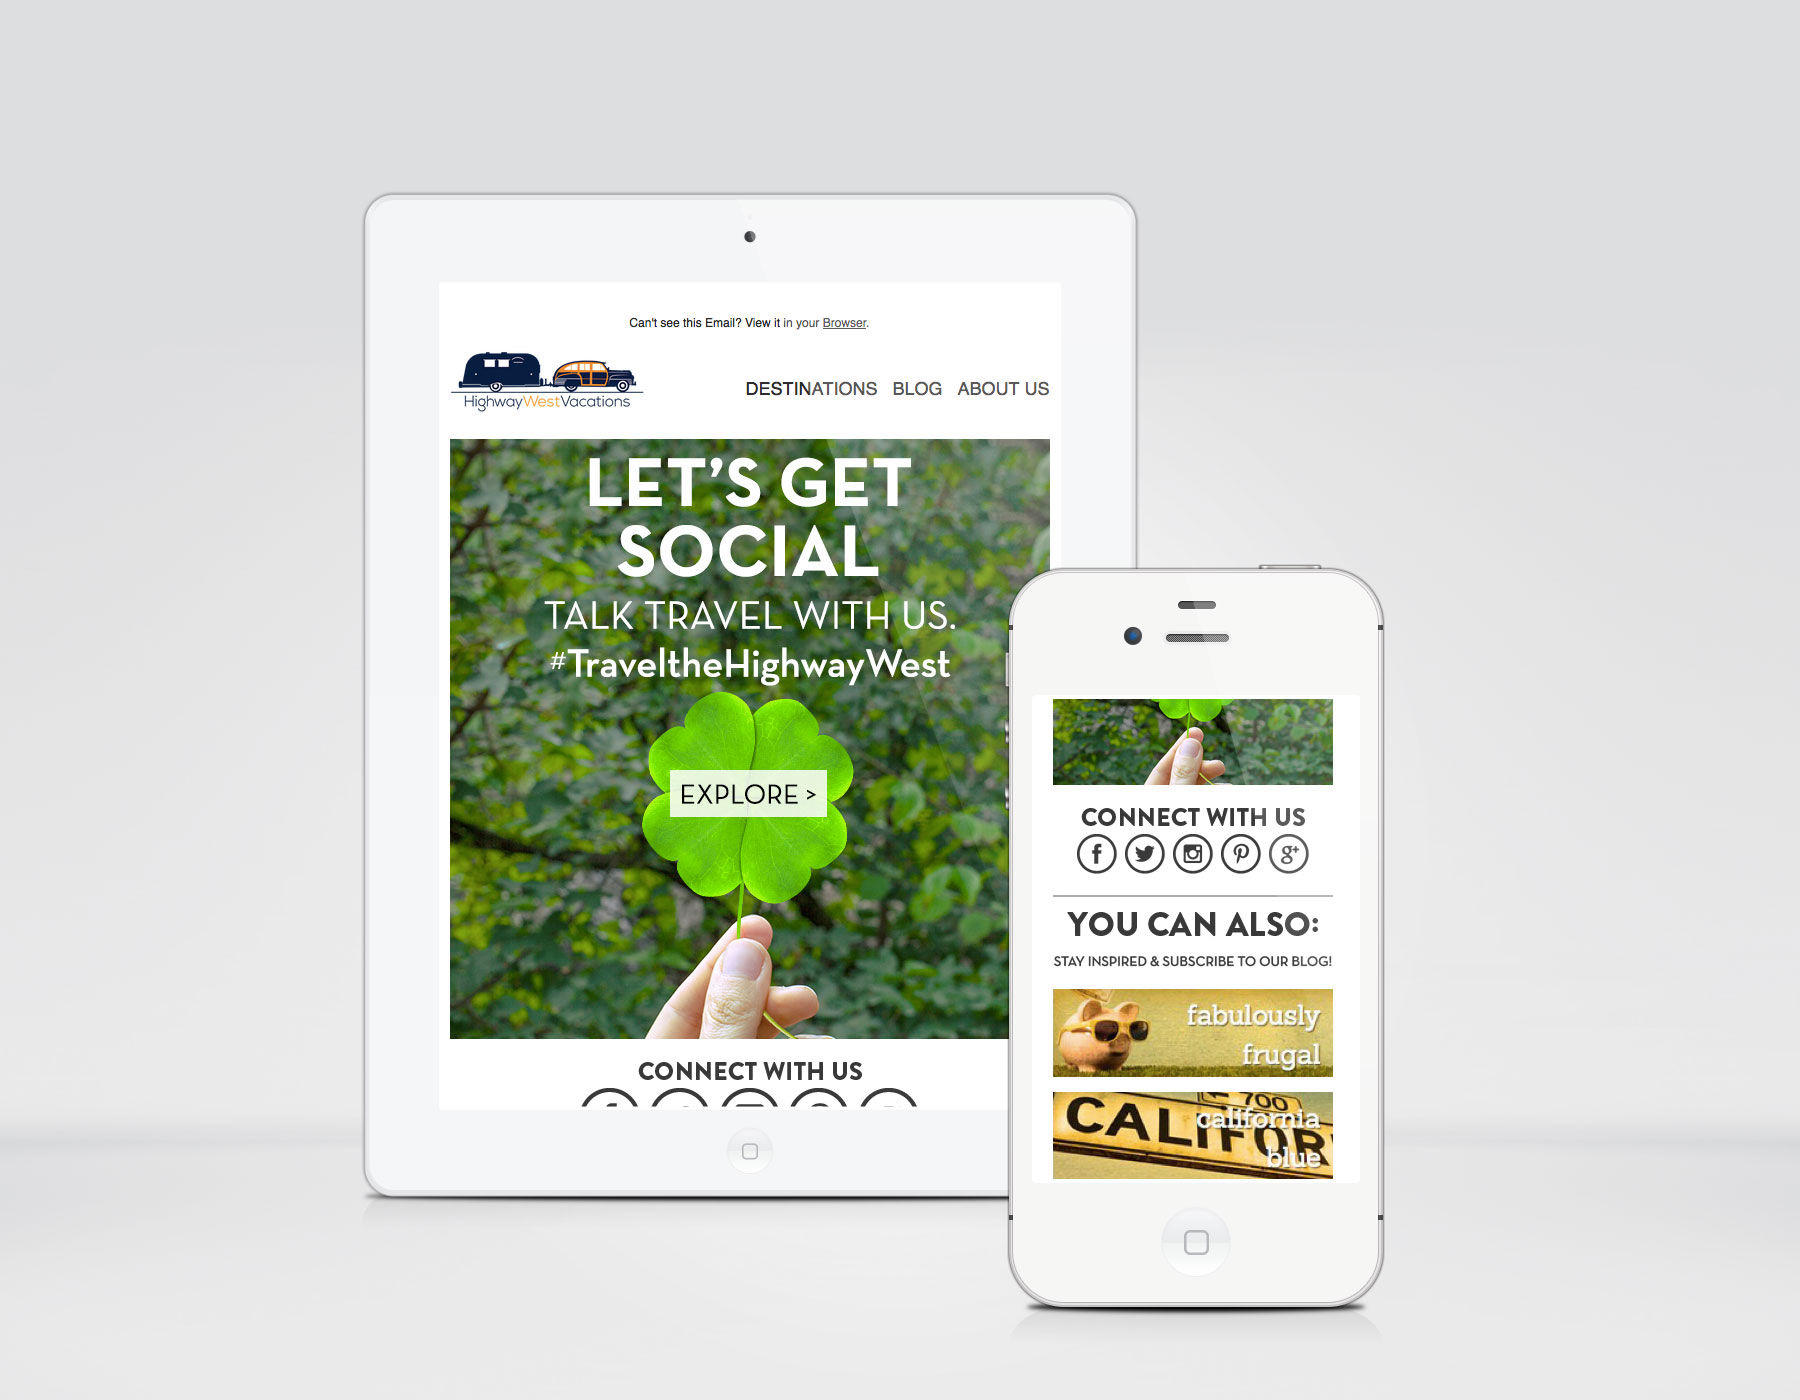 Can't see this Email? View it in your Browser.
HighwayWestVacations
DESTINATIONS BLOG ABOUT US
LET'S GET
SOCIAL
TALK TRAVEL WITH US.
#TraveltheHighwayWest
EXPLORE >
CONNECT WITH US
CONNECT WITH US
YOU CAN ALSO:
STAY INSPIRED & SUBSCRIBE TO OUR BLOG!
fabulously
frugal
700
CALIFOR
california
blue